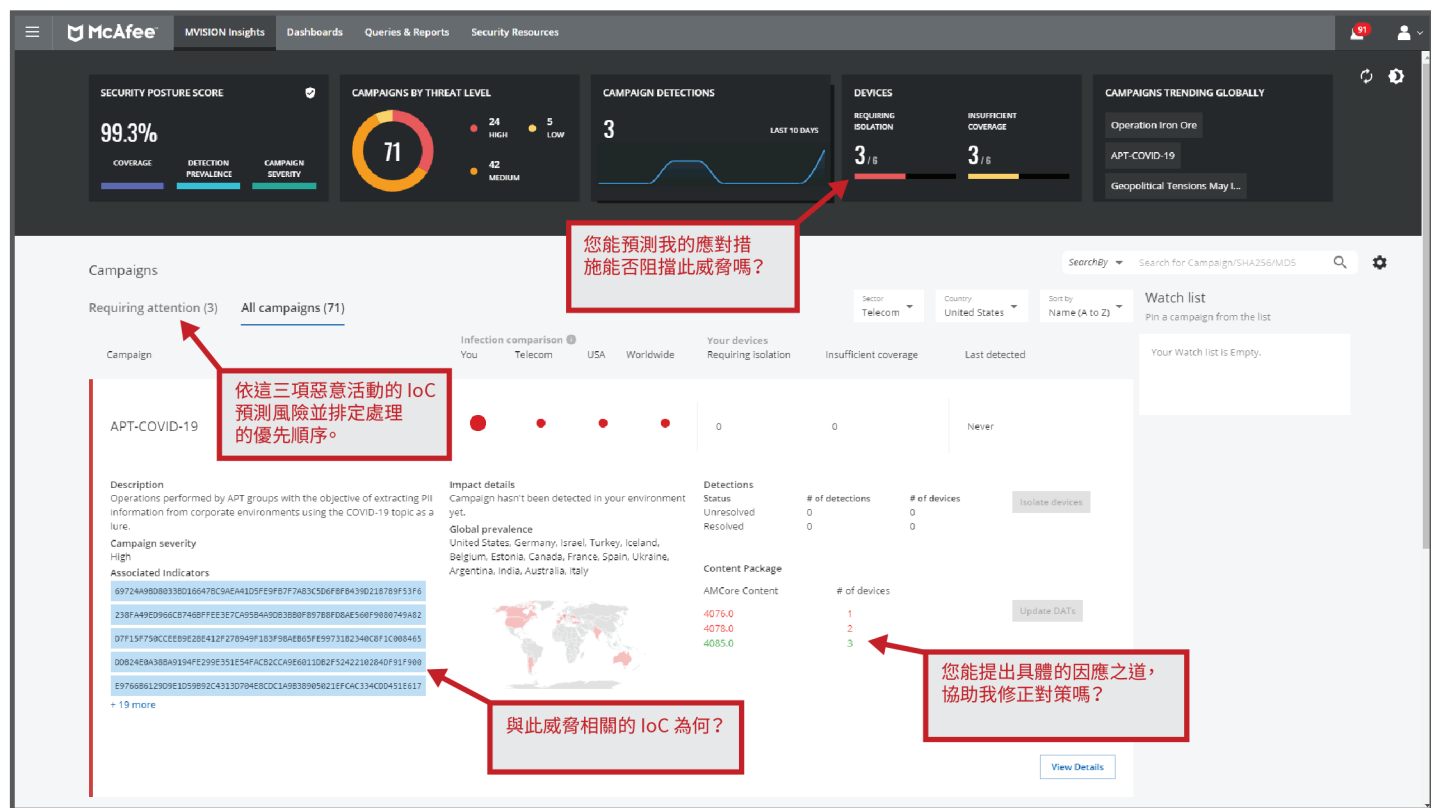 McAfee™
MVISION Insights
Dashboards
Queries & Reports
Security Resources
91
SECURITY POSTURE SCORE
99.3%
COVERAGE
DETECTION
PREVALENCE
CAMPAIGN
SEVERITY
CAMPAIGNS BY THREAT LEVEL
71
24
HIGH
5
LOW
42
MEDIUM
CAMPAIGN DETECTIONS
3
LAST 10 DAYS
DEVICES
REQUIRING
ISOLATION
3 / 6
INSUFFICIENT
COVERAGE
3 / 6
CAMPAIGNS TRENDING GLOBALLY
Operation Iron Ore
APT-COVID-19
Geopolitical Tensions May I...
您能預測我的應對措
施能否阻擋此威脅嗎？
Campaigns
SearchBy
Search for Campaign/SHA256/MD5
Requiring attention (3)
All campaigns (71)
Sector
Telecom
Country
United States
Sort by
Name (A to Z)
Watch list
Pin a campaign from the list
Your Watch list is Empty.
Infection comparison
Your devices
Campaign
You
Telecom
USA
Worldwide
Requiring isolation
Insufficient coverage
Last detected
依這三項惡意活動的 IoC
預測風險並排定處理
的優先順序。
APT-COVID-19
0
0
Never
Description
Operations performed by APT groups with the objective of extracting PII
information from corporate environments using the COVID-19 topic as a
lure.
Campaign severity
High
Associated Indicators
69724A9BD8033BD16647BC9AEA41D5FE9FB7F7A83C5D6FBFB439D218789F53F6
238FA49ED966CB746BFFEE3E7CA95B4A9DB3BB0F897B8FD8AE560F9080749A82
D7F15F750CCEEB9E28E412F278949F183F98AEB65FE99731B2340C8F1C008465
DDB24E0A38BA9194FE299E351E54FACB2CCA9E6011DB2F5242210284DF91F900
E9766B6129D9E1D59B92C4313D704E8CDC1A9B38905021EFCAC334CDD451E617
+ 19 more
Impact details
Campaign hasn't been detected in your environment
yet.
Global prevalence
United States, Germany, Israel, Turkey, Iceland,
Belgium, Estonia, Canada, France, Spain, Ukraine,
Argentina, India, Australia, Italy
Detections
Status
# of detections
# of devices
Unresolved
0
0
Resolved
0
0
Isolate devices
Content Package
AMCore Content
# of devices
4076.0
1
4078.0
2
4085.0
3
Update DATs
您能提出具體的因應之道，
協助我修正對策嗎？
與此威脅相關的 IoC 為何？
View Details